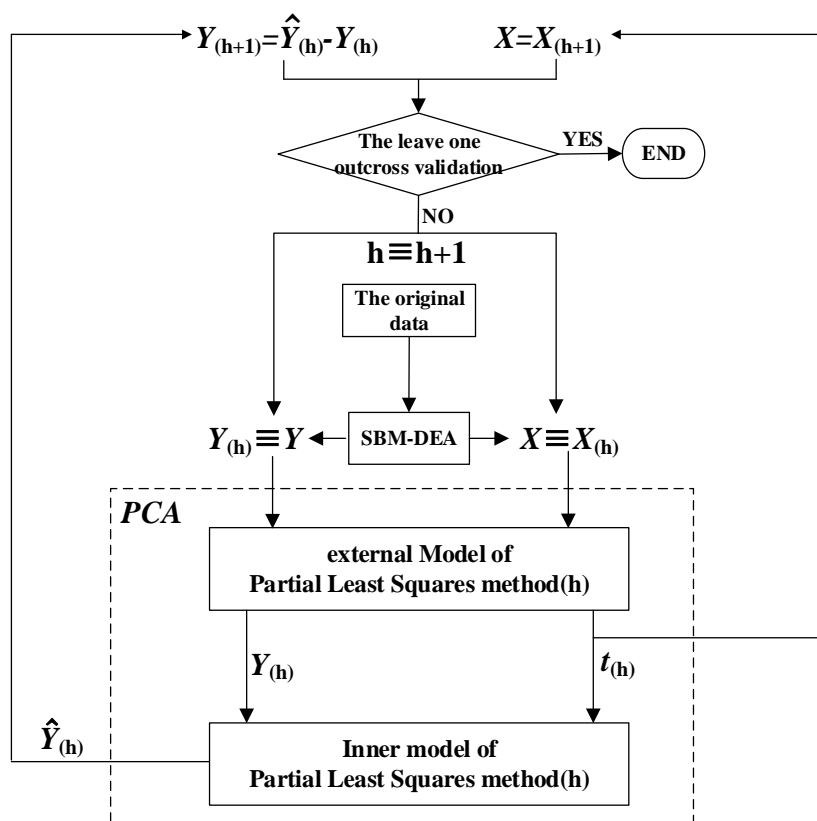 Y(h+1)=Ŷ(h)-Y(h)
X=X(h+1)
The leave one
outcross validation
YES
END
NO
h≡h+1
The original
data
Y(h)≡Y
SBM-DEA
X≡X(h)
PCA
external Model of
Partial Least Squares method(h)
Y(h)
t(h)
Ŷ(h)
Inner model of
Partial Least Squares method(h)